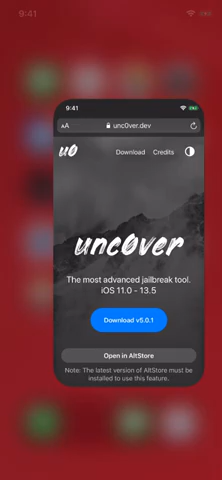 9:41
9:41
AA unc0ver.dev
u0 Download Credits
unc0ver
The most advanced jailbreak tool.
iOS 11.0 - 13.5
Download v5.0.1
Open in AltStore
Note: The latest version of AltStore must be
installed to use this feature.